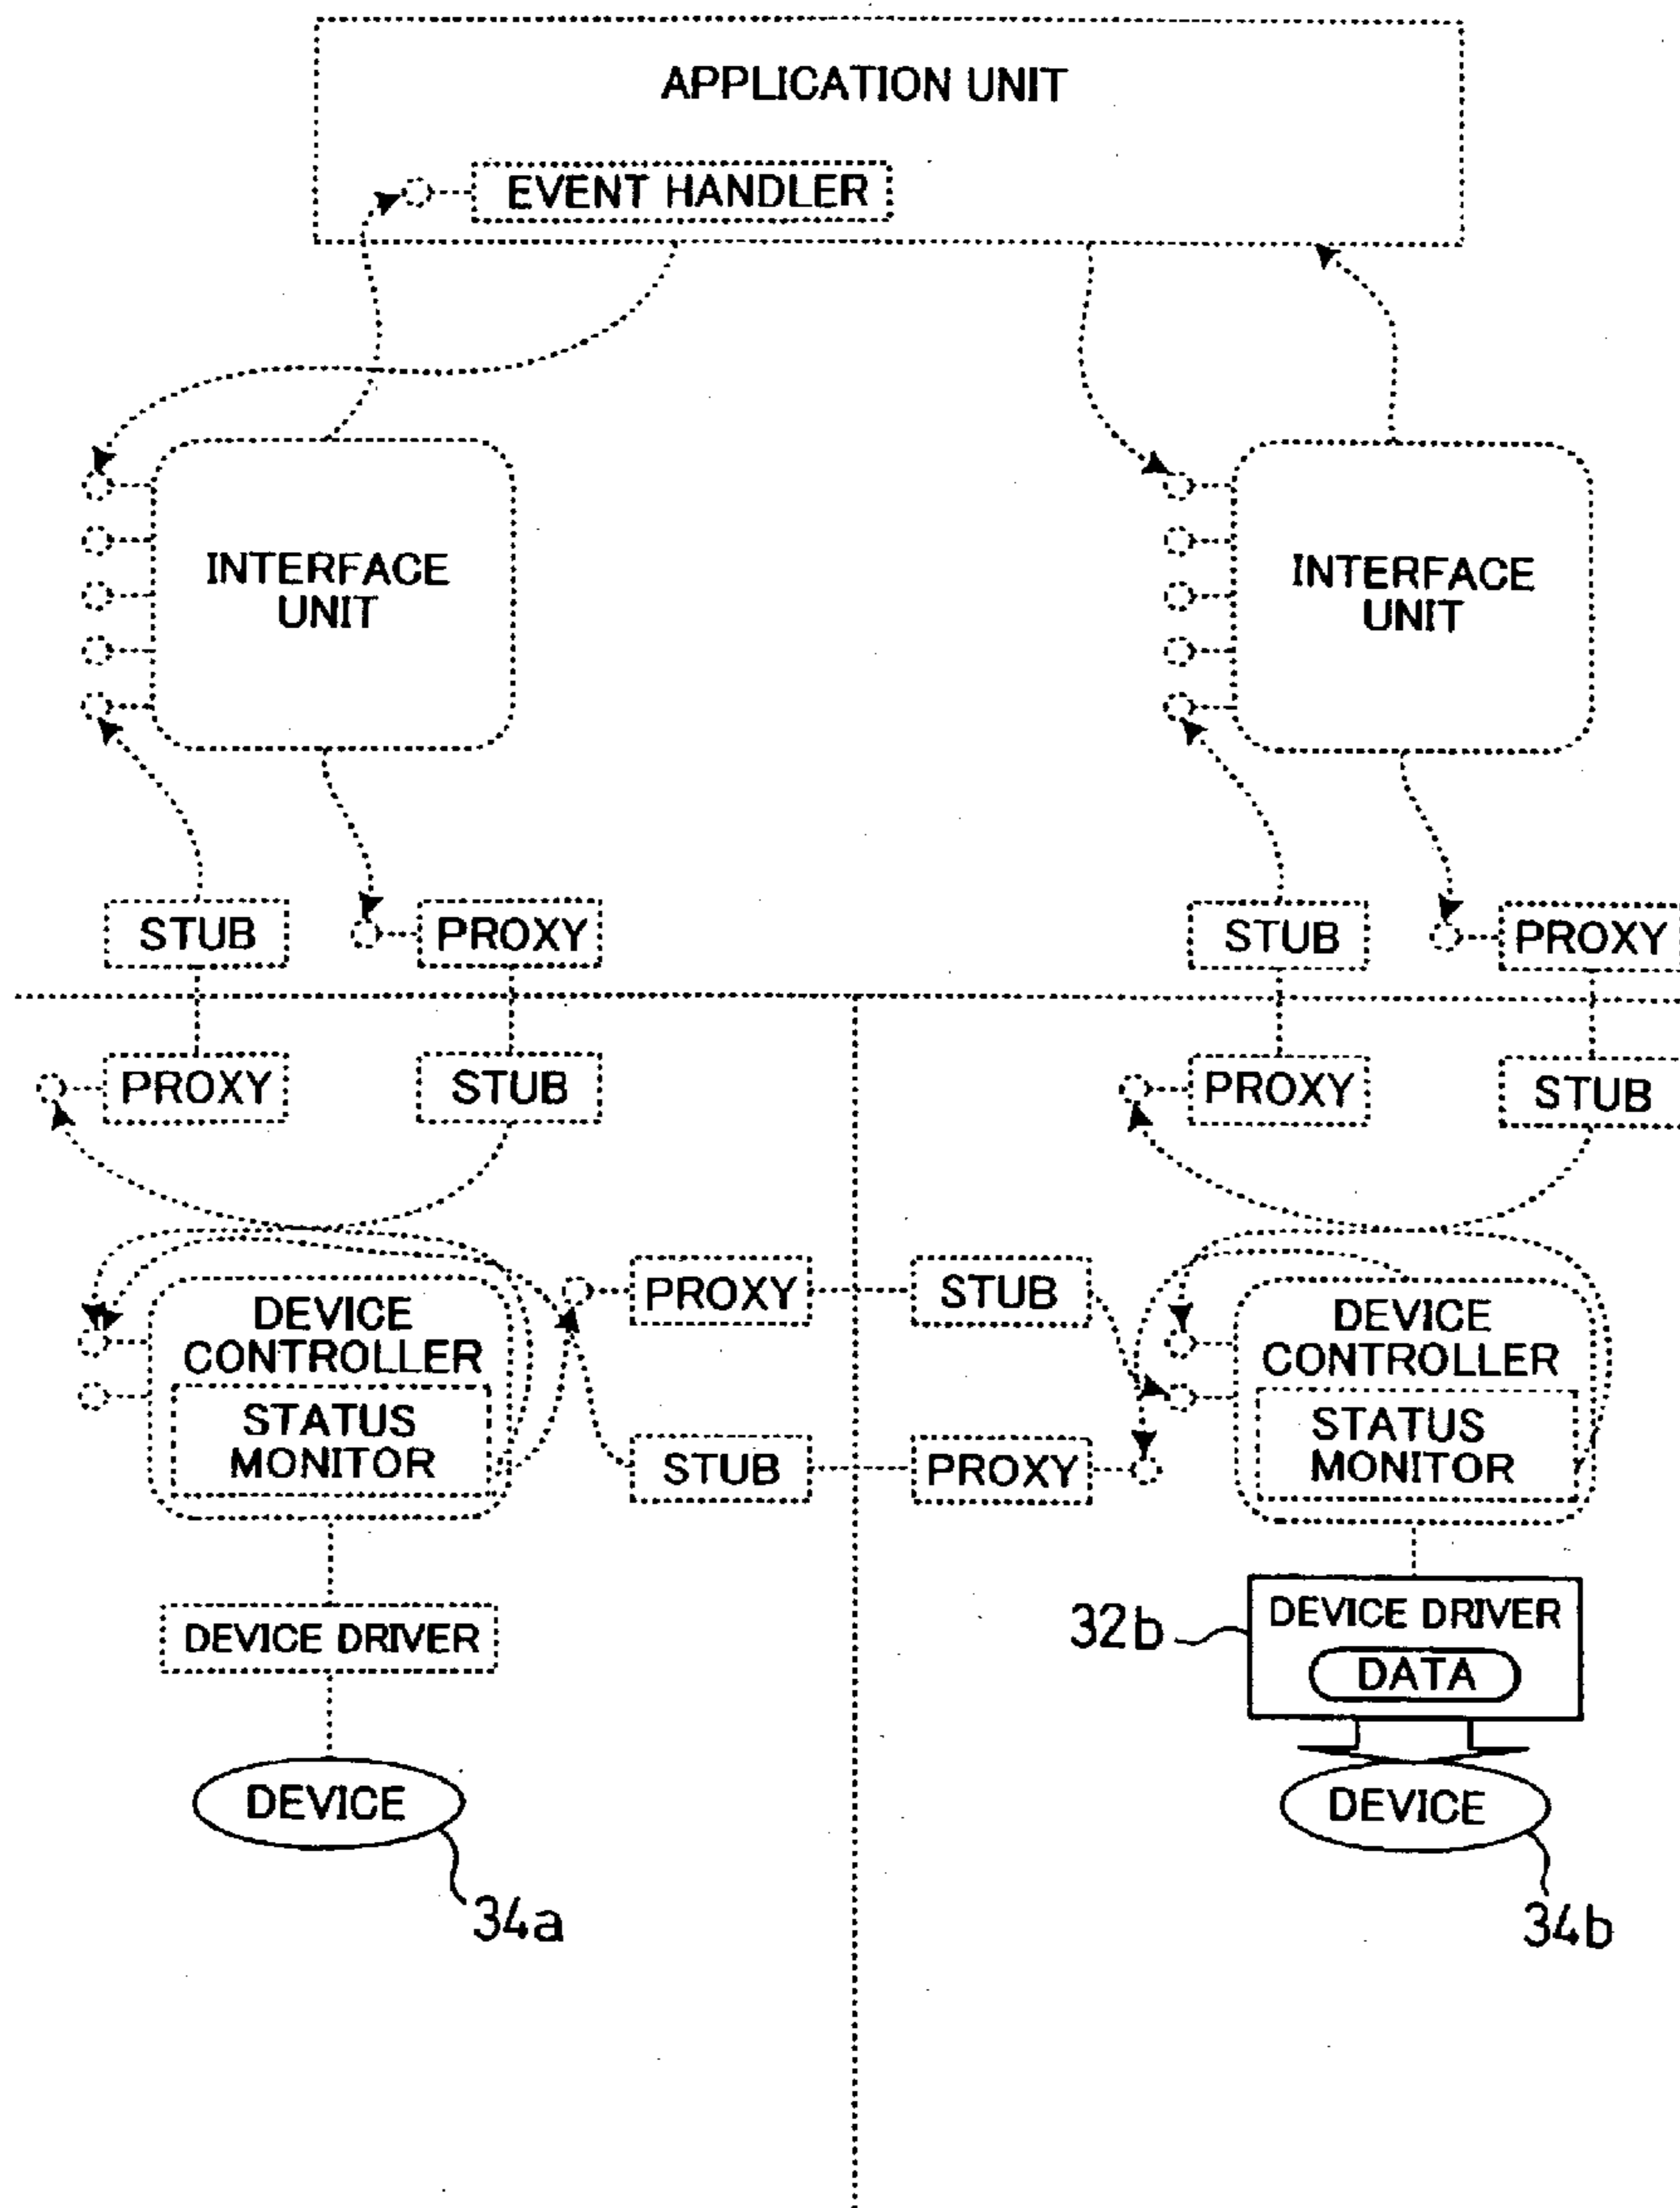 APPLICATION UNIT
EVENT HANDLER
INTERFACE
UNIT
INTERFACE
UNIT
STUB
PROXY
STUB
PROXY
PROXY
STUB
PROXY
STUB
DEVICE
CONTROLLER
STATUS
MONITOR
PROXY
STUB
STUB
PROXY
DEVICE
CONTROLLER
STATUS
MONITOR
DEVICE DRIVER
32b
DEVICE DRIVER
DATA
DEVICE
34a
DEVICE
34b